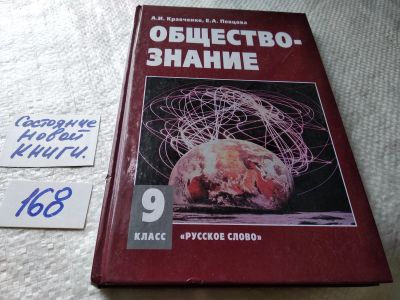 А.И. Кравченко, Е.А. Певцова
ОБЩЕСТВО-
ЗНАНИЕ
9
КЛАСС
«РУССКОЕ СЛОВО»
Состояние
новой
книги.
168